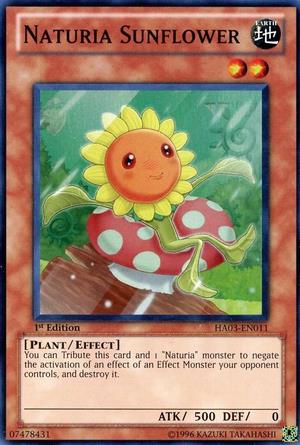 NATURIA SUNFLOWER
EARTH
地
1st Edition
HA03-EN011
[PLANT/EFFECT]
You can Tribute this card and 1 "Naturia" monster to negate
the activation of an effect of an Effect Monster your opponent
controls, and destroy it.
ATK/ 500 DEF/ 0
07478431
©1996 KAZUKI TAKAHASHI